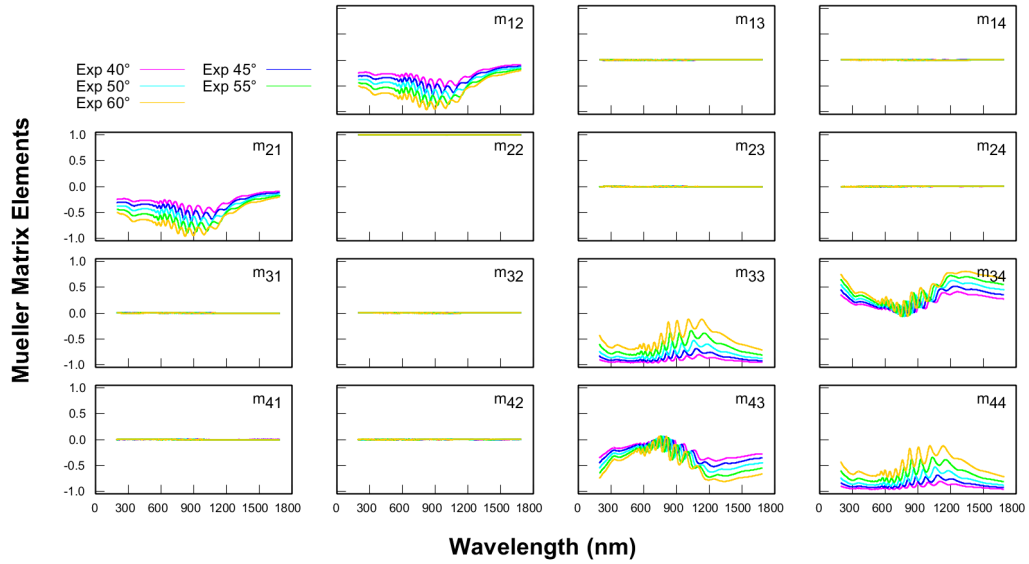 m12
m13
m14
Exp 40° Exp 45°
Exp 50° Exp 55°
Exp 60°
Mueller Matrix Elements
1.0
0.5
0.0
-0.5
-1.0
m21
m22
m23
m24
1.0
0.5
0.0
-0.5
-1.0
m31
m32
m33
m34
1.0
0.5
0.0
-0.5
-1.0
m41
m42
m43
m44
0 300 600 900 1200 1500 1800 0 300 600 900 1200 1500 1800 0 300 600 900 1200 1500 1800 0 300 600 900 1200 1500 1800
Wavelength (nm)